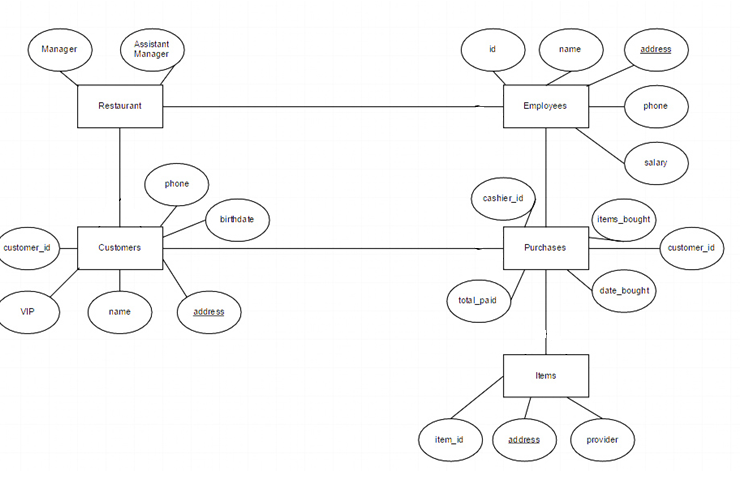 Manager
Assistant
Manager
id
name
address
Restaurant
Employees
phone
salary
phone
cashier_id
birthdate
items_bought
customer_id
Customers
Purchases
customer_id
VIP
name
address
total_paid
date_bought
Items
item_id
address
provider